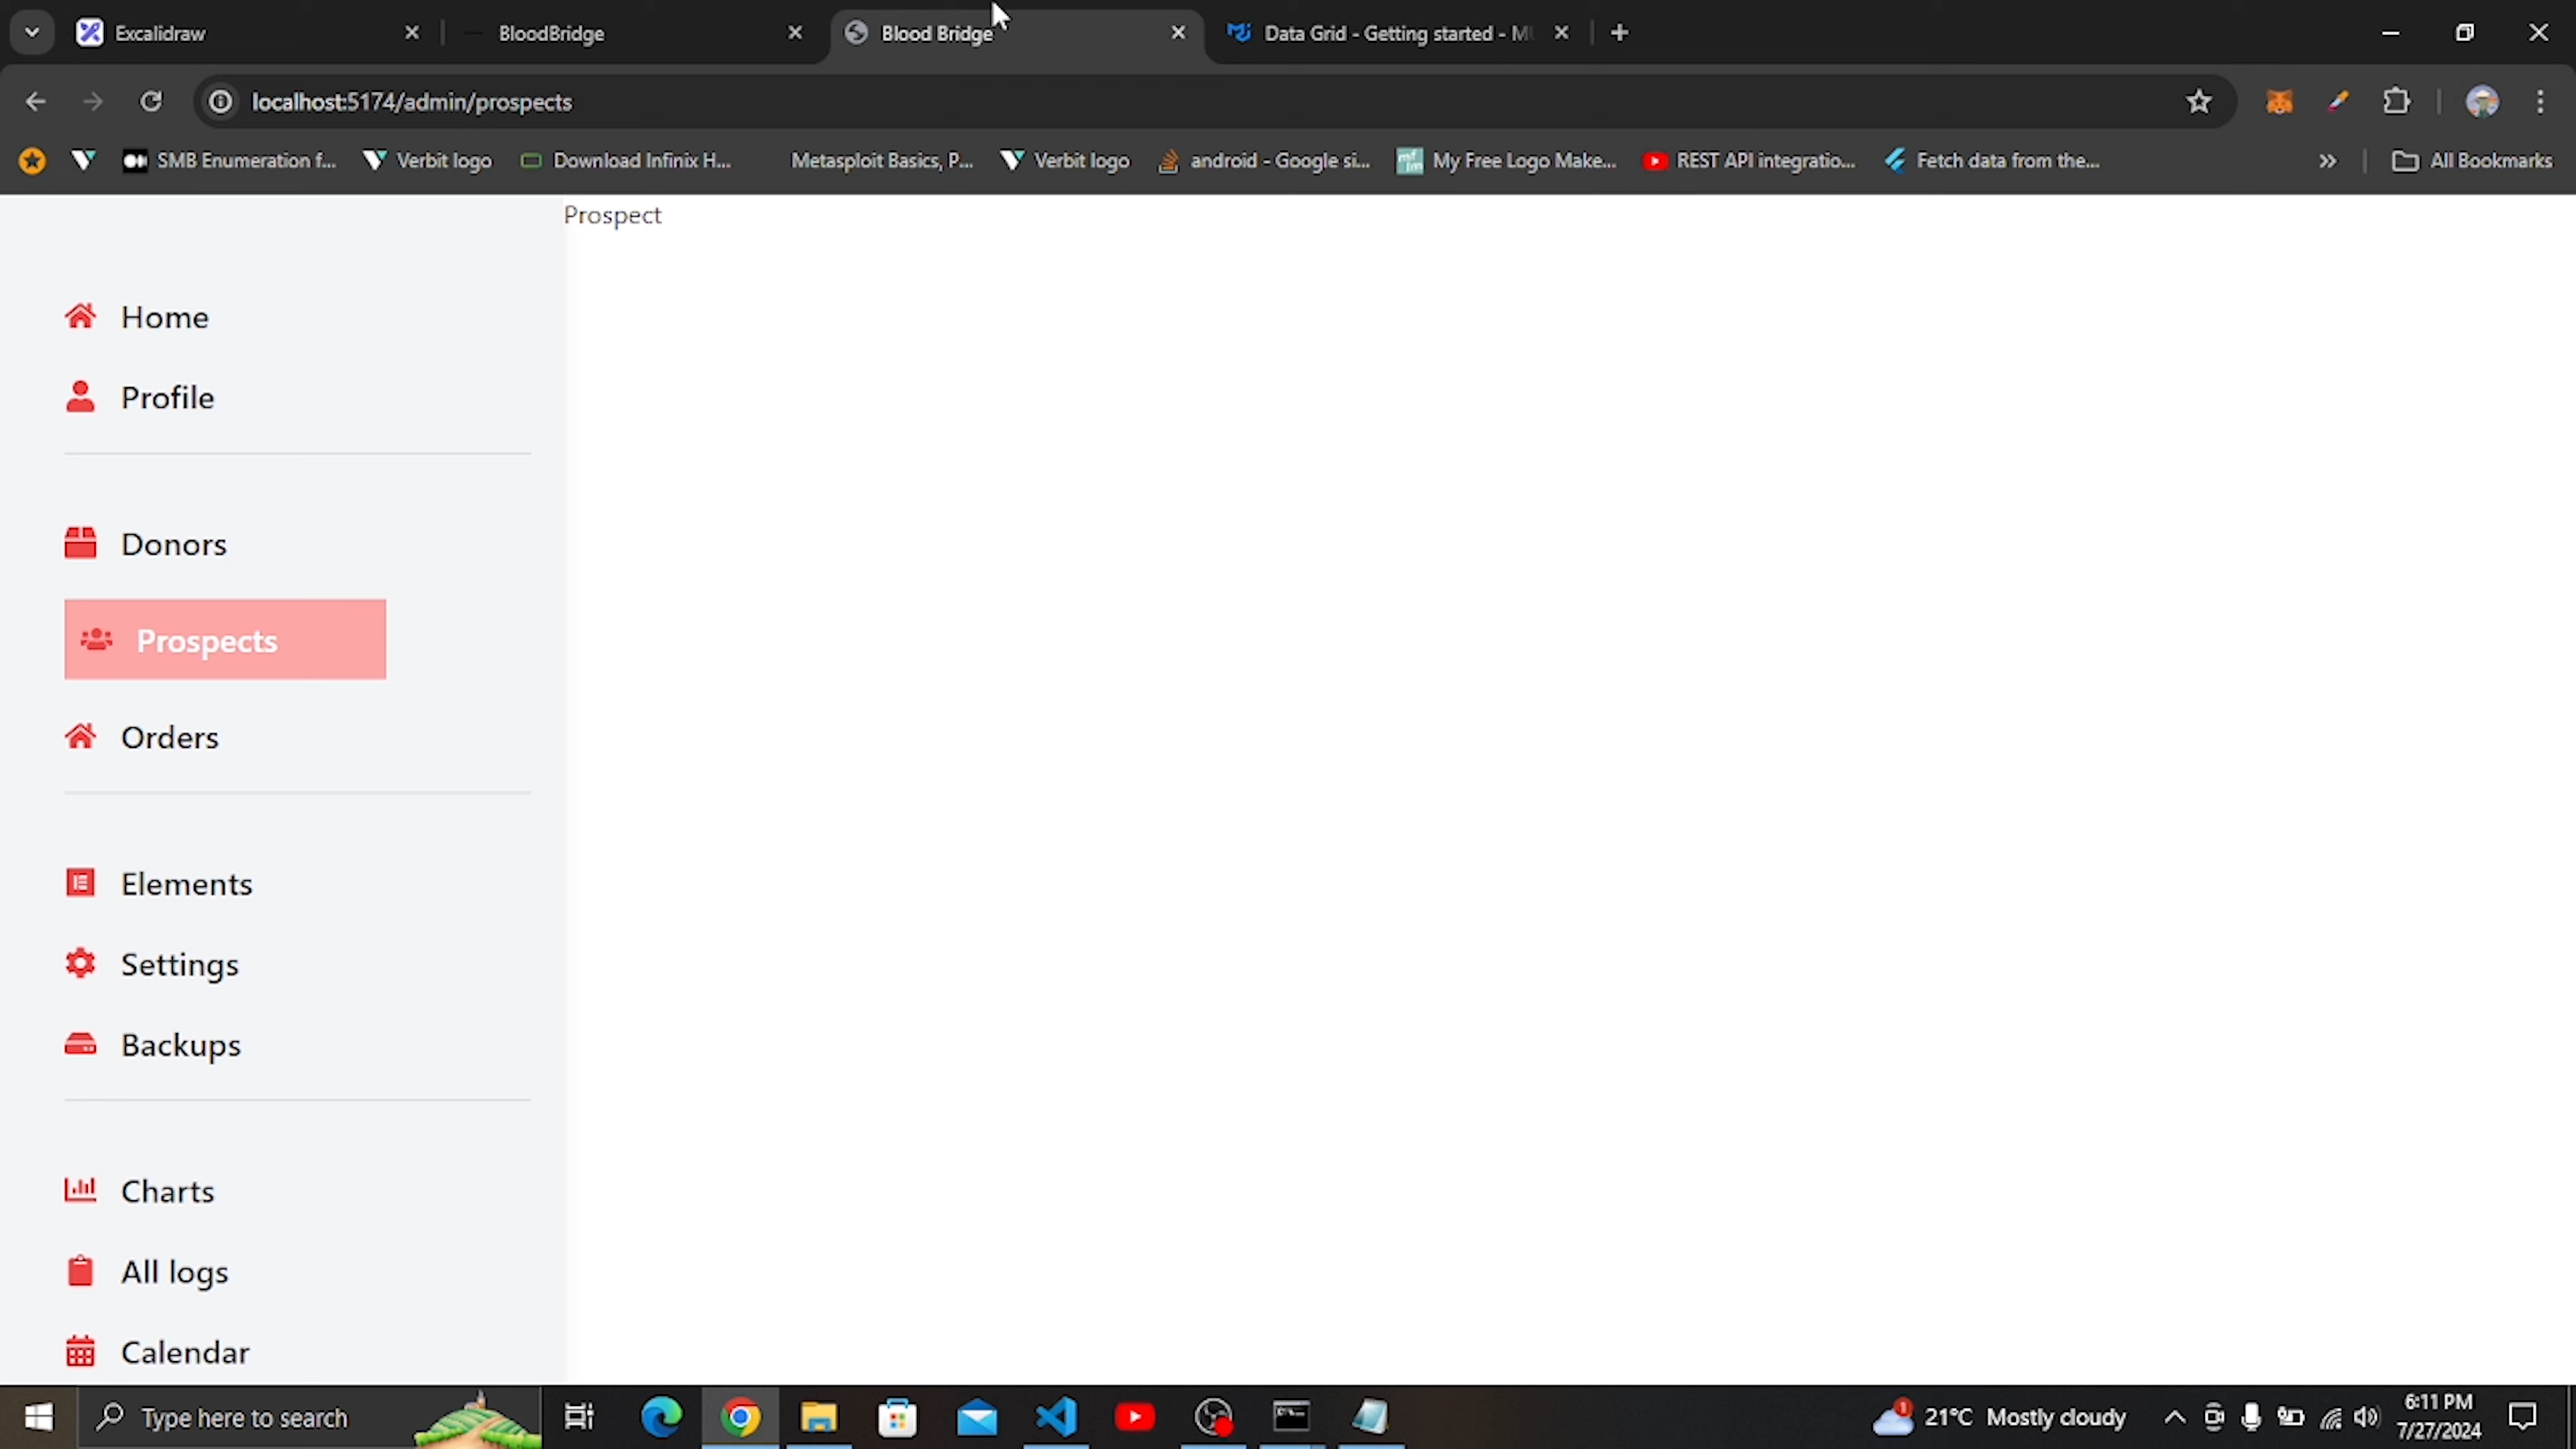 Excalidraw
BloodBridge
Blood Bridge
Data Grid - Getting started - MU
localhost:5174/admin/prospects
SMB Enumeration f...
Verbit logo
Download Infinix H...
Metasploit Basics, P...
Verbit logo
android - Google si...
My Free Logo Make...
REST API integratio...
Fetch data from the...
All Bookmarks
Prospect
Home
Profile
Donors
Prospects
Orders
Elements
Settings
Backups
Charts
All logs
Calendar
Type here to search
1
21°C Mostly cloudy
6:11 PM
7/27/2024